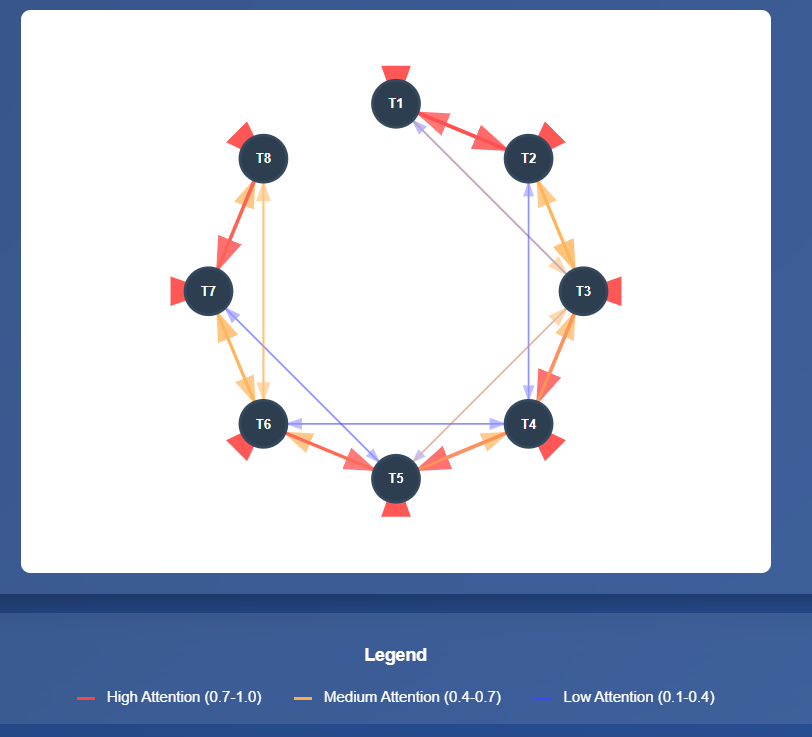 T1
T8
T2
T7
T3
T6
T4
T5
Legend
High Attention (0.7-1.0)
Medium Attention (0.4-0.7)
Low Attention (0.1-0.4)